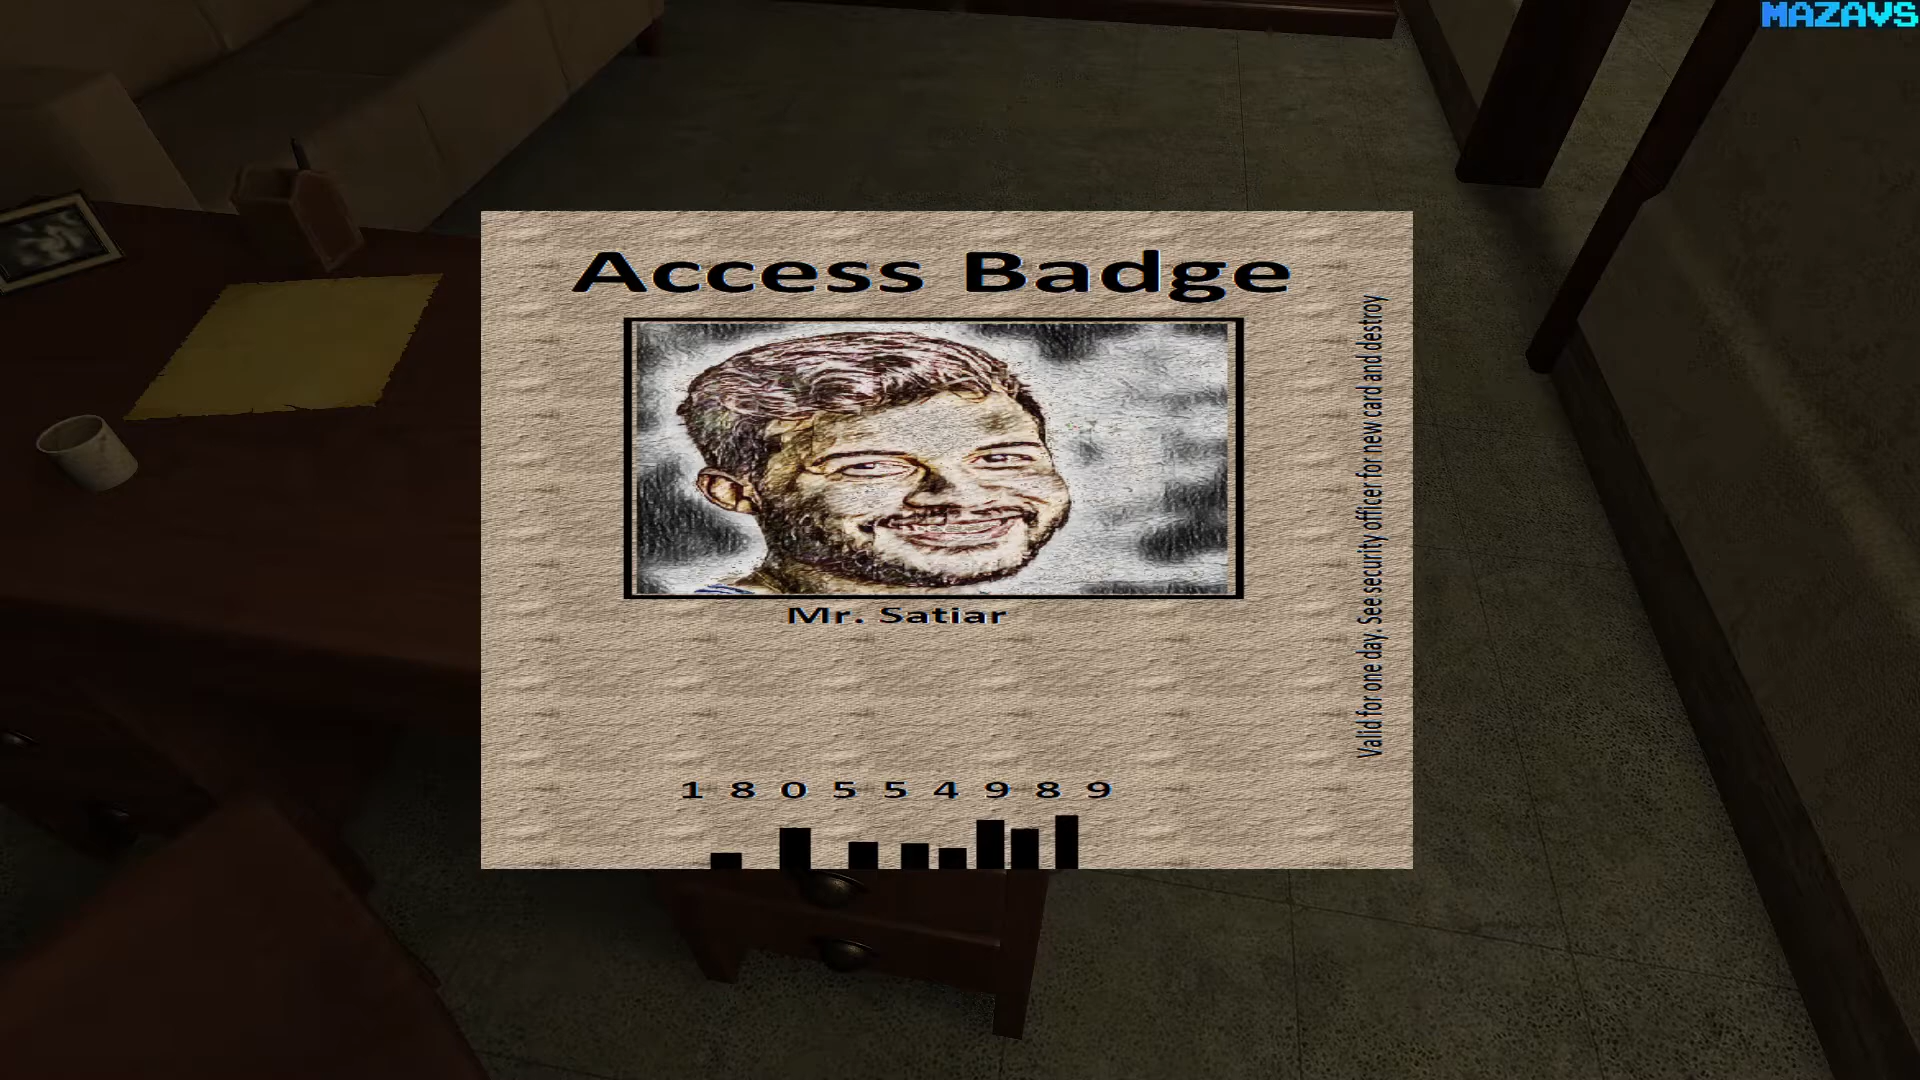 MAZAVS
Access Badge
Mr. Satiar
Valid for one day. See security officer for new card and destroy
1 8 0 5 5 4 9 8 9